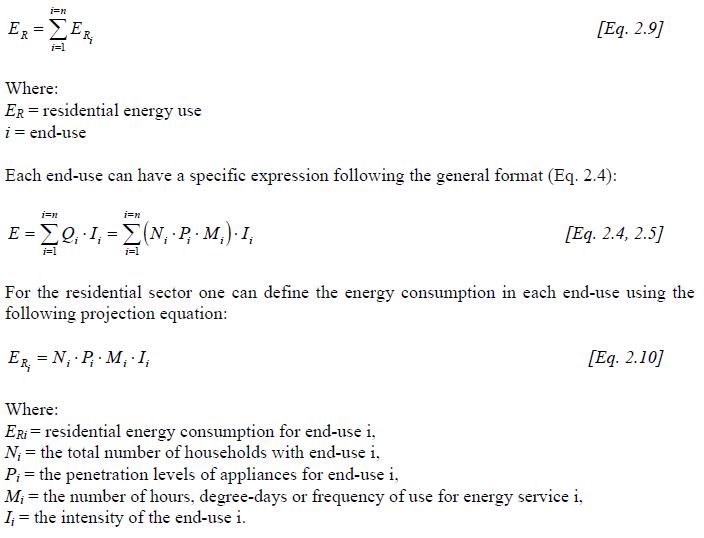 E_R = \sum_{i=1}^{i=n} E_{R_i} [Eq. 2.9]
Where:
E_R = residential energy use
i = end-use
Each end-use can have a specific expression following the general format (Eq. 2.4):
E = \sum_{i=1}^{i=n} Q_i · I_i = \sum_{i=1}^{i=n} (N_i · P_i · M_i) · I_i [Eq. 2.4, 2.5]
For the residential sector one can define the energy consumption in each end-use using the
following projection equation:
E_{R_i} = N_i · P_i · M_i · I_i [Eq. 2.10]
Where:
E_{Ri} = residential energy consumption for end-use i,
N_i = the total number of households with end-use i,
P_i = the penetration levels of appliances for end-use i,
M_i = the number of hours, degree-days or frequency of use for energy service i,
I_i = the intensity of the end-use i.